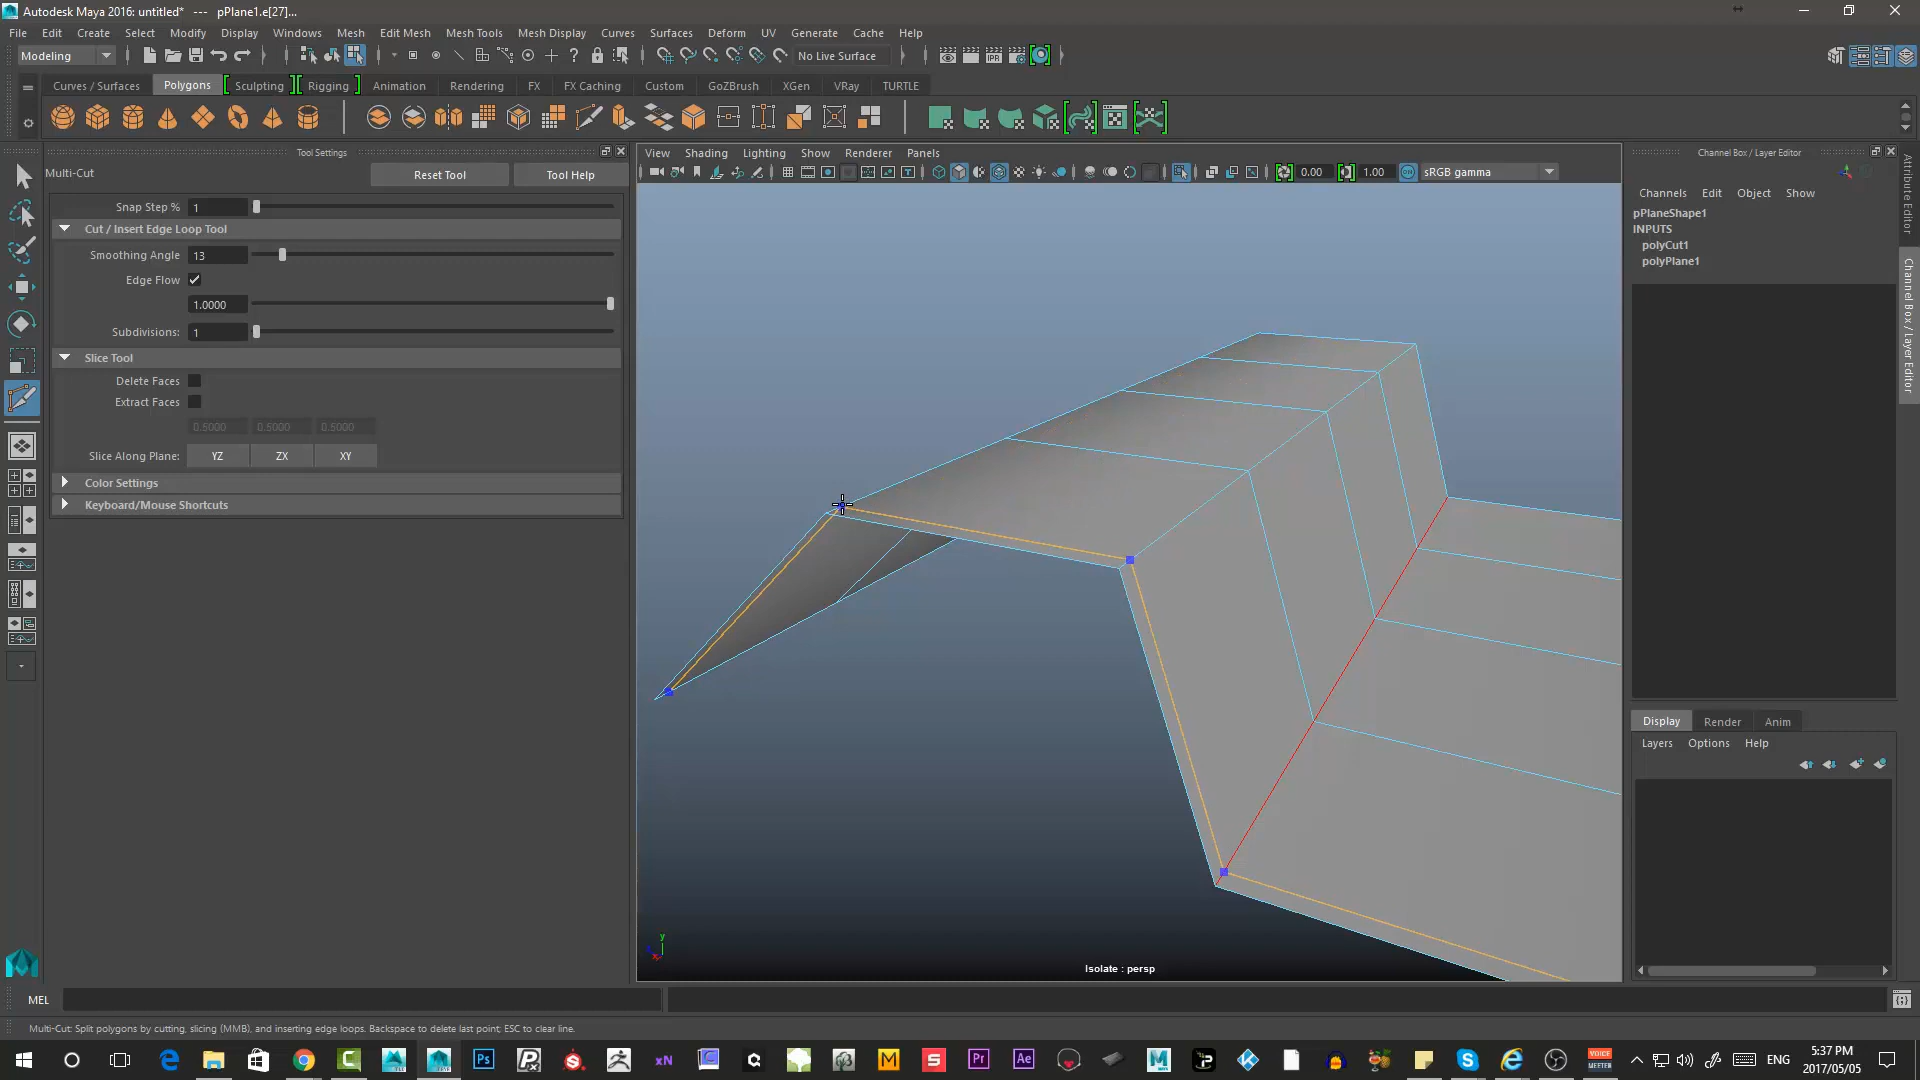 Autodesk Maya 2016: untitled*   ---   pPlane1.e[27]...
File Edit Create Select Modify Display Windows Mesh Edit Mesh Mesh Tools Mesh Display Curves Surfaces Deform UV Generate Cache Help
Modeling No Live Surface
Curves / Surfaces Polygons Sculpting Rigging Animation Rendering FX FX Caching Custom GoZBrush XGen VRay TURTLE
Tool Settings
Multi-Cut Reset Tool Tool Help
Snap Step % 1
Cut / Insert Edge Loop Tool
Smoothing Angle 13
Edge Flow
1.0000
Subdivisions: 1
Slice Tool
Delete Faces
Extract Faces
0.5000 0.5000 0.5000
Slice Along Plane: YZ ZX XY
Color Settings
Keyboard/Mouse Shortcuts
View Shading Lighting Show Renderer Panels
0.00 1.00 sRGB gamma
y
Isolate : persp
Channel Box / Layer Editor
Channels Edit Object Show
pPlaneShape1
INPUTS
polyCut1
polyPlane1
Attribute Editor
Channel Box / Layer Editor
Display Render Anim
Layers Options Help
MEL
Multi-Cut: Split polygons by cutting, slicing (MMB), and inserting edge loops. Backspace to delete last point; ESC to clear line.
ENG
5:37 PM
2017/05/05